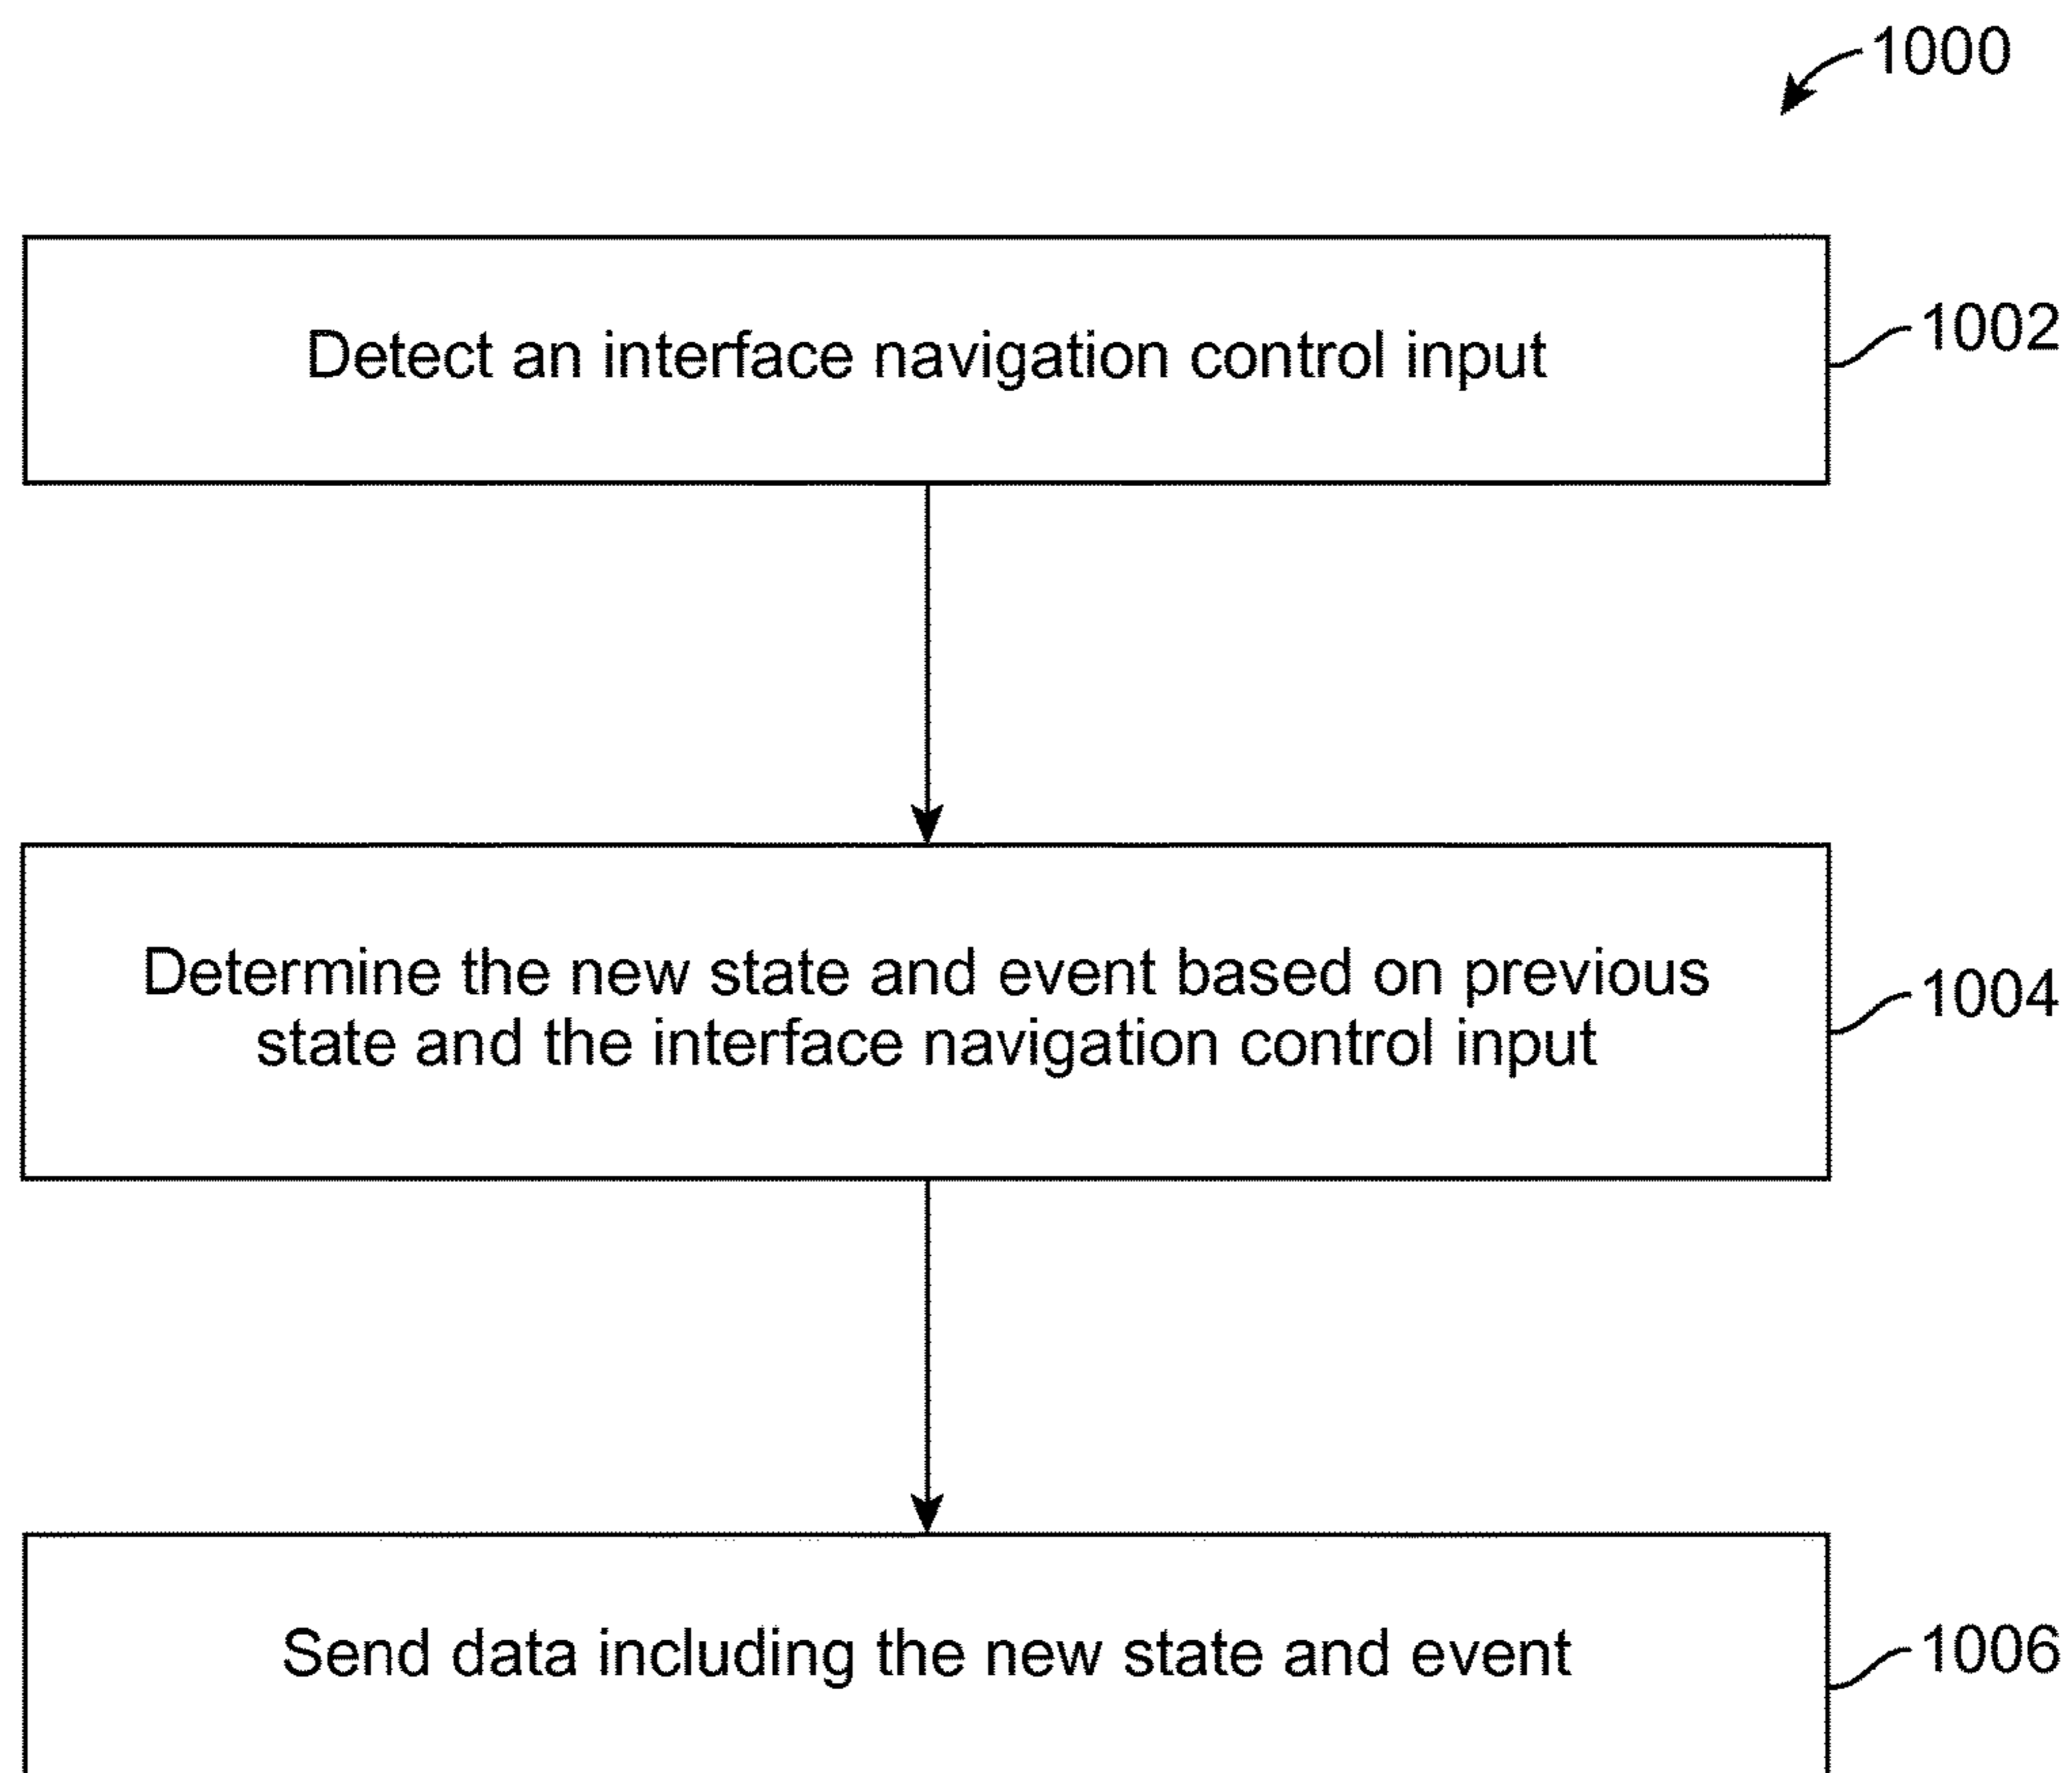 1000
Detect an interface navigation control input
1002
Determine the new state and event based on previous
state and the interface navigation control input
1004
Send data including the new state and event
1006